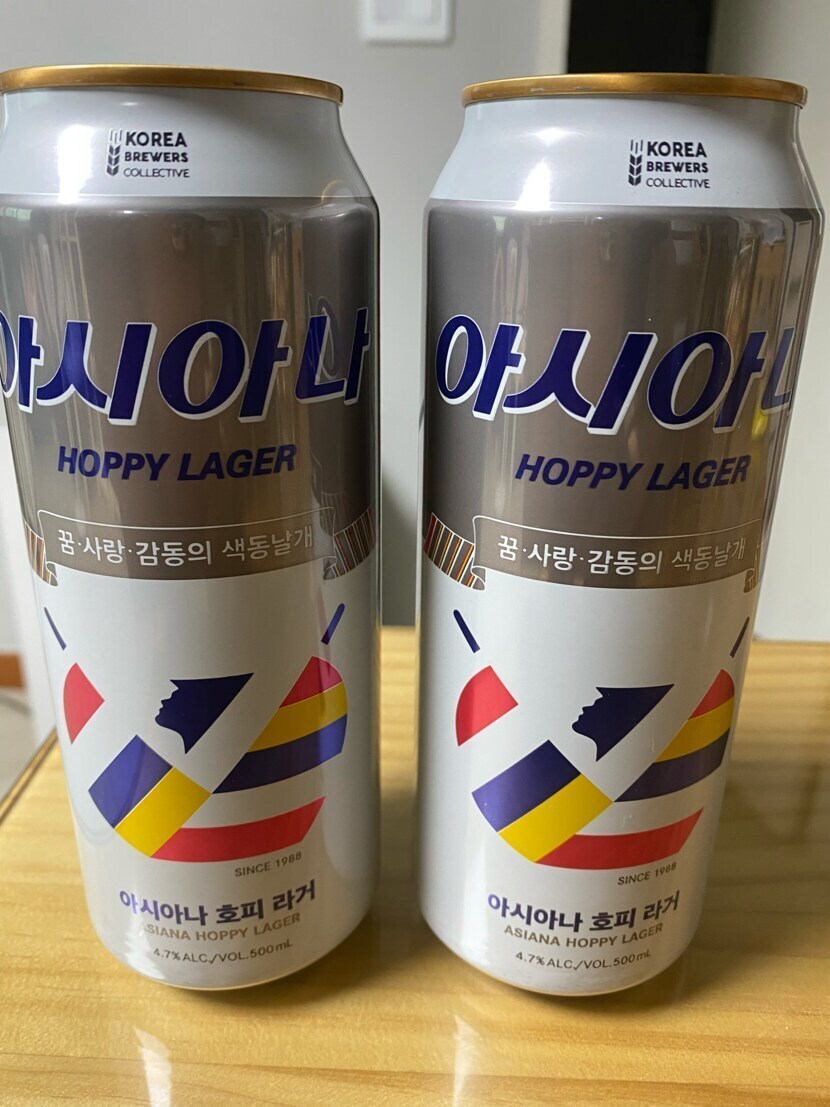 KOREA
BREWERS
COLLECTIVE
아시아나
HOPPY LAGER
꿈·사랑·감동의 색동날개
SINCE 1988
아시아나 호피 라거
ASIANA HOPPY LAGER
4.7% ALC./VOL. 500mL
KOREA
BREWERS
COLLECTIVE
아시아나
HOPPY LAGER
꿈·사랑·감동의 색동날개
SINCE 1988
아시아나 호피 라거
ASIANA HOPPY LAGER
4.7% ALC./VOL. 500mL